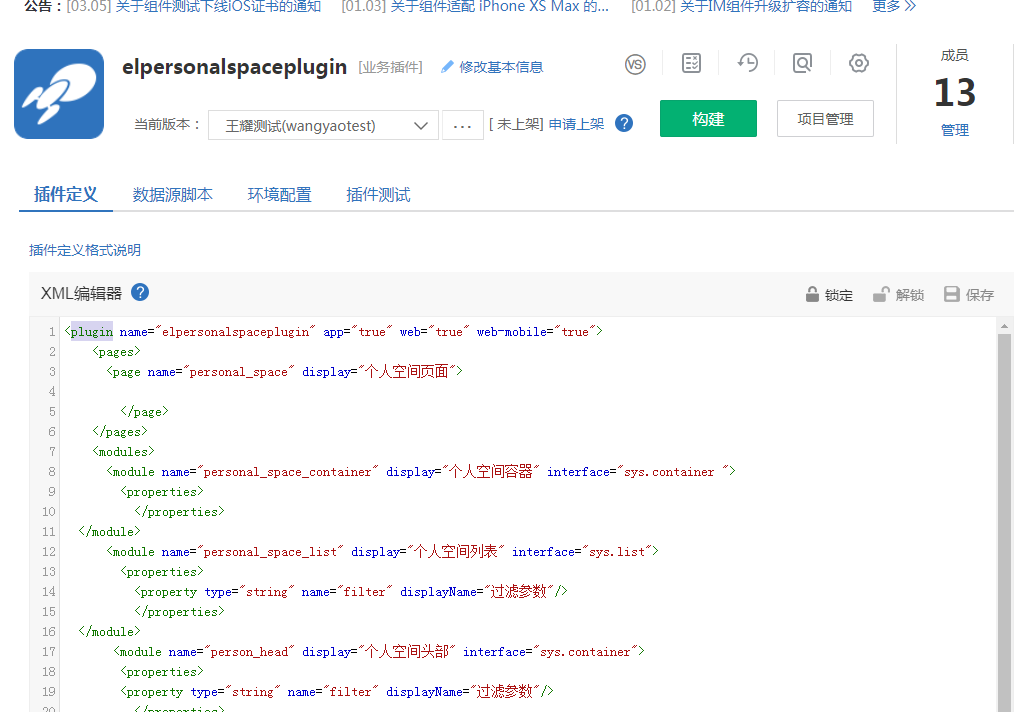 公告：[03.05] 关于组件测试下线iOS证书的通知 [01.03] 关于组件适配 iPhone XS Max 的... [01.02] 关于IM组件升级扩容的通知 更多
elpersonalspaceplugin [业务插件] 修改基本信息
VS
成员
13
管理
当前版本： 王耀测试(wangyaotest) ... [ 未上架] 申请上架 ? 构建 项目管理
插件定义 数据源脚本 环境配置 插件测试
插件定义格式说明
XML编辑器 ? 锁定 解锁 保存
1 <plugin name="elpersonalspaceplugin" app="true" web="true" web-mobile="true">
2 <pages>
3 <page name="personal_space" display="个人空间页面">
4
5 </page>
6 </pages>
7 <modules>
8 <module name="personal_space_container" display="个人空间容器" interface="sys.container ">
9 <properties>
10 </properties>
11 </module>
12 <module name="personal_space_list" display="个人空间列表" interface="sys.list">
13 <properties>
14 <property type="string" name="filter" displayName="过滤参数"/>
15 </properties>
16 </module>
17 <module name="person_head" display="个人空间头部" interface="sys.container">
18 <properties>
19 <property type="string" name="filter" displayName="过滤参数"/>
20 </properties>